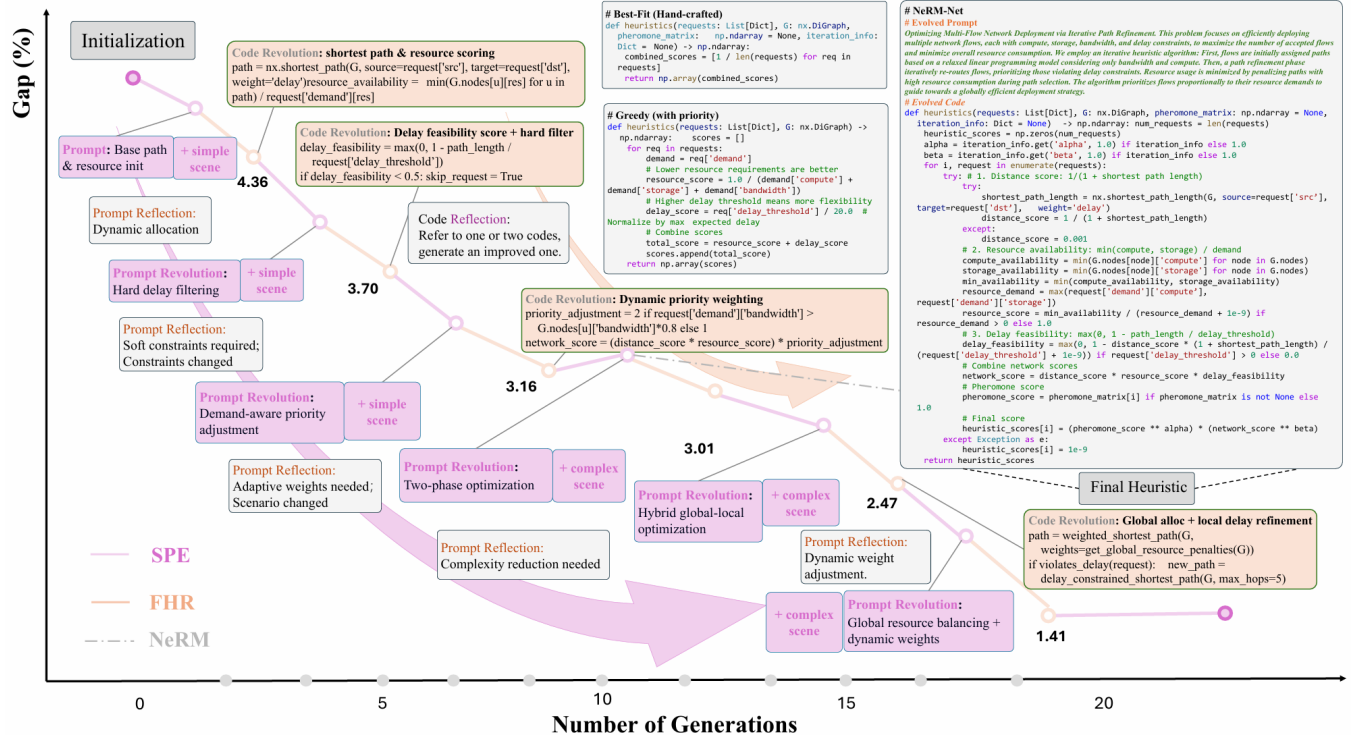 Gap (%)
Initialization
Code Revolution: shortest path & resource scoring
path = nx.shortest_path(G, source=request['src'], target=request['dst'],
weight='delay')resource_availability =   min(G.nodes[u][res] for u in
path) / request['demand'][res]
Prompt: Base path
& resource init
+ simple
scene
4.36
Code Revolution: Delay feasibility score + hard filter
delay_feasibility = max(0, 1 - path_length /
request['delay_threshold'])
if delay_feasibility < 0.5: skip_request = True
Prompt Reflection:
Dynamic allocation
Code Reflection:
Refer to one or two codes,
generate an improved one.
Prompt Revolution:
Hard delay filtering
+ simple
scene
3.70
Prompt Reflection:
Soft constraints required;
Constraints changed
Code Revolution: Dynamic priority weighting
priority_adjustment = 2 if request['demand']['bandwidth'] >
G.nodes[u]['bandwidth']*0.8 else 1
network_score = (distance_score * resource_score) * priority_adjustment
Prompt Revolution:
Demand-aware priority
adjustment
+ simple
scene
3.16
Prompt Reflection:
Adaptive weights needed;
Scenario changed
Prompt Revolution:
Two-phase optimization
+ complex
scene
3.01
Prompt Revolution:
Hybrid global-local
optimization
+ complex
scene
2.47
Prompt Reflection:
Complexity reduction needed
Prompt Reflection:
Dynamic weight
adjustment.
+ complex
scene
Prompt Revolution:
Global resource balancing +
dynamic weights
Code Revolution: Global alloc + local delay refinement
path = weighted_shortest_path(G,
weights=get_global_resource_penalties(G))
if violates_delay(request):    new_path =
delay_constrained_shortest_path(G, max_hops=5)
1.41
SPE
FHR
NeRM
# Best-Fit (Hand-crafted)
def heuristics(requests: List[Dict], G: nx.DiGraph,
pheromone_matrix:   np.ndarray = None, iteration_info:
Dict =  None) -> np.ndarray:
combined_scores = [1 / len(requests) for req in
requests]
return np.array(combined_scores)
# Greedy (with priority)
def heuristics(requests: List[Dict], G: nx.DiGraph) ->
np.ndarray:    scores = []
for req in requests:
demand = req['demand']
# Lower resource requirements are better
resource_score = 1.0 / (demand['compute'] +
demand['storage'] + demand['bandwidth'])
# Higher delay threshold means more flexibility
delay_score = req['delay_threshold'] / 20.0  #
Normalize by max expected delay
# Combine scores
total_score = resource_score + delay_score
scores.append(total_score)
return np.array(scores)
# NeRM-Net
# Evolved Prompt
Optimizing Multi-Flow Network Deployment via Iterative Path Refinement. This problem focuses on efficiently deploying
multiple network flows, each with compute, storage, bandwidth, and delay constraints, to maximize the number of accepted flows
and minimize overall resource consumption. We employ an iterative heuristic algorithm: First, flows are initially assigned paths
based on a relaxed linear programming model considering only bandwidth and compute. Then, a path refinement phase
iteratively re-routes flows, prioritizing those violating delay constraints. Resource usage is minimized by penalizing paths with
high resource consumption during path selection. The algorithm prioritizes flows proportionally to their resource demands to
guide towards a globally efficient deployment strategy.
# Evolved Code
def heuristics(requests: List[Dict], G: nx.DiGraph, pheromone_matrix: np.ndarray = None,
iteration_info: Dict = None)  -> np.ndarray: num_requests = len(requests)
heuristic_scores = np.zeros(num_requests)
alpha = iteration_info.get('alpha', 1.0) if iteration_info else 1.0
beta = iteration_info.get('beta', 1.0) if iteration_info else 1.0
for i, request in enumerate(requests):
try: # 1. Distance score: 1/(1 + shortest path length)
try:
shortest_path_length = nx.shortest_path_length(G, source=request['src'],
target=request['dst'],   weight='delay')
distance_score = 1 / (1 + shortest_path_length)
except:
distance_score = 0.001
# 2. Resource availability: min(compute, storage) / demand
compute_availability = min(G.nodes[node]['compute'] for node in G.nodes)
storage_availability = min(G.nodes[node]['storage'] for node in G.nodes)
min_availability = min(compute_availability, storage_availability)
resource_demand = max(request['demand']['compute'],
request['demand']['storage'])
resource_score = min_availability / (resource_demand + 1e-9) if
resource_demand > 0 else 1.0
# 3. Delay feasibility: max(0, 1 - path_length / delay_threshold)
delay_feasibility = max(0, 1 - distance_score * (1 + shortest_path_length) /
(request['delay_threshold'] + 1e-9)) if request['delay_threshold'] > 0 else 0.0
# Combine network scores
network_score = distance_score * resource_score * delay_feasibility
# Pheromone score
pheromone_score = pheromone_matrix[i] if pheromone_matrix is not None else
1.0
# Final score
heuristic_scores[i] = (pheromone_score ** alpha) * (network_score ** beta)
except Exception as e:
heuristic_scores[i] = 1e-9
return heuristic_scores
Final Heuristic
0
5
10
15
20
Number of Generations